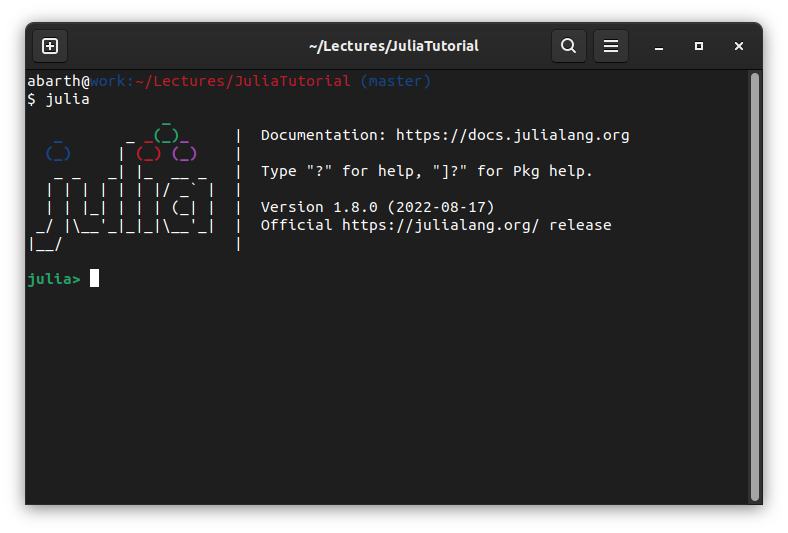 ~/Lectures/JuliaTutorial
abarth@work:~/Lectures/JuliaTutorial (master)
$ julia
               _
   _       _ _(_)_     |  Documentation: https://docs.julialang.org
  (_)     | (_) (_)    |
   _ _   _| |_  __ _   |  Type "?" for help, "]?" for Pkg help.
  | | | | | | |/ _` |  |
  | | |_| | | | (_| |  |  Version 1.8.0 (2022-08-17)
 _/ |\__'_|_|_|\__'_|  |  Official https://julialang.org/ release
|__/                   |
julia>